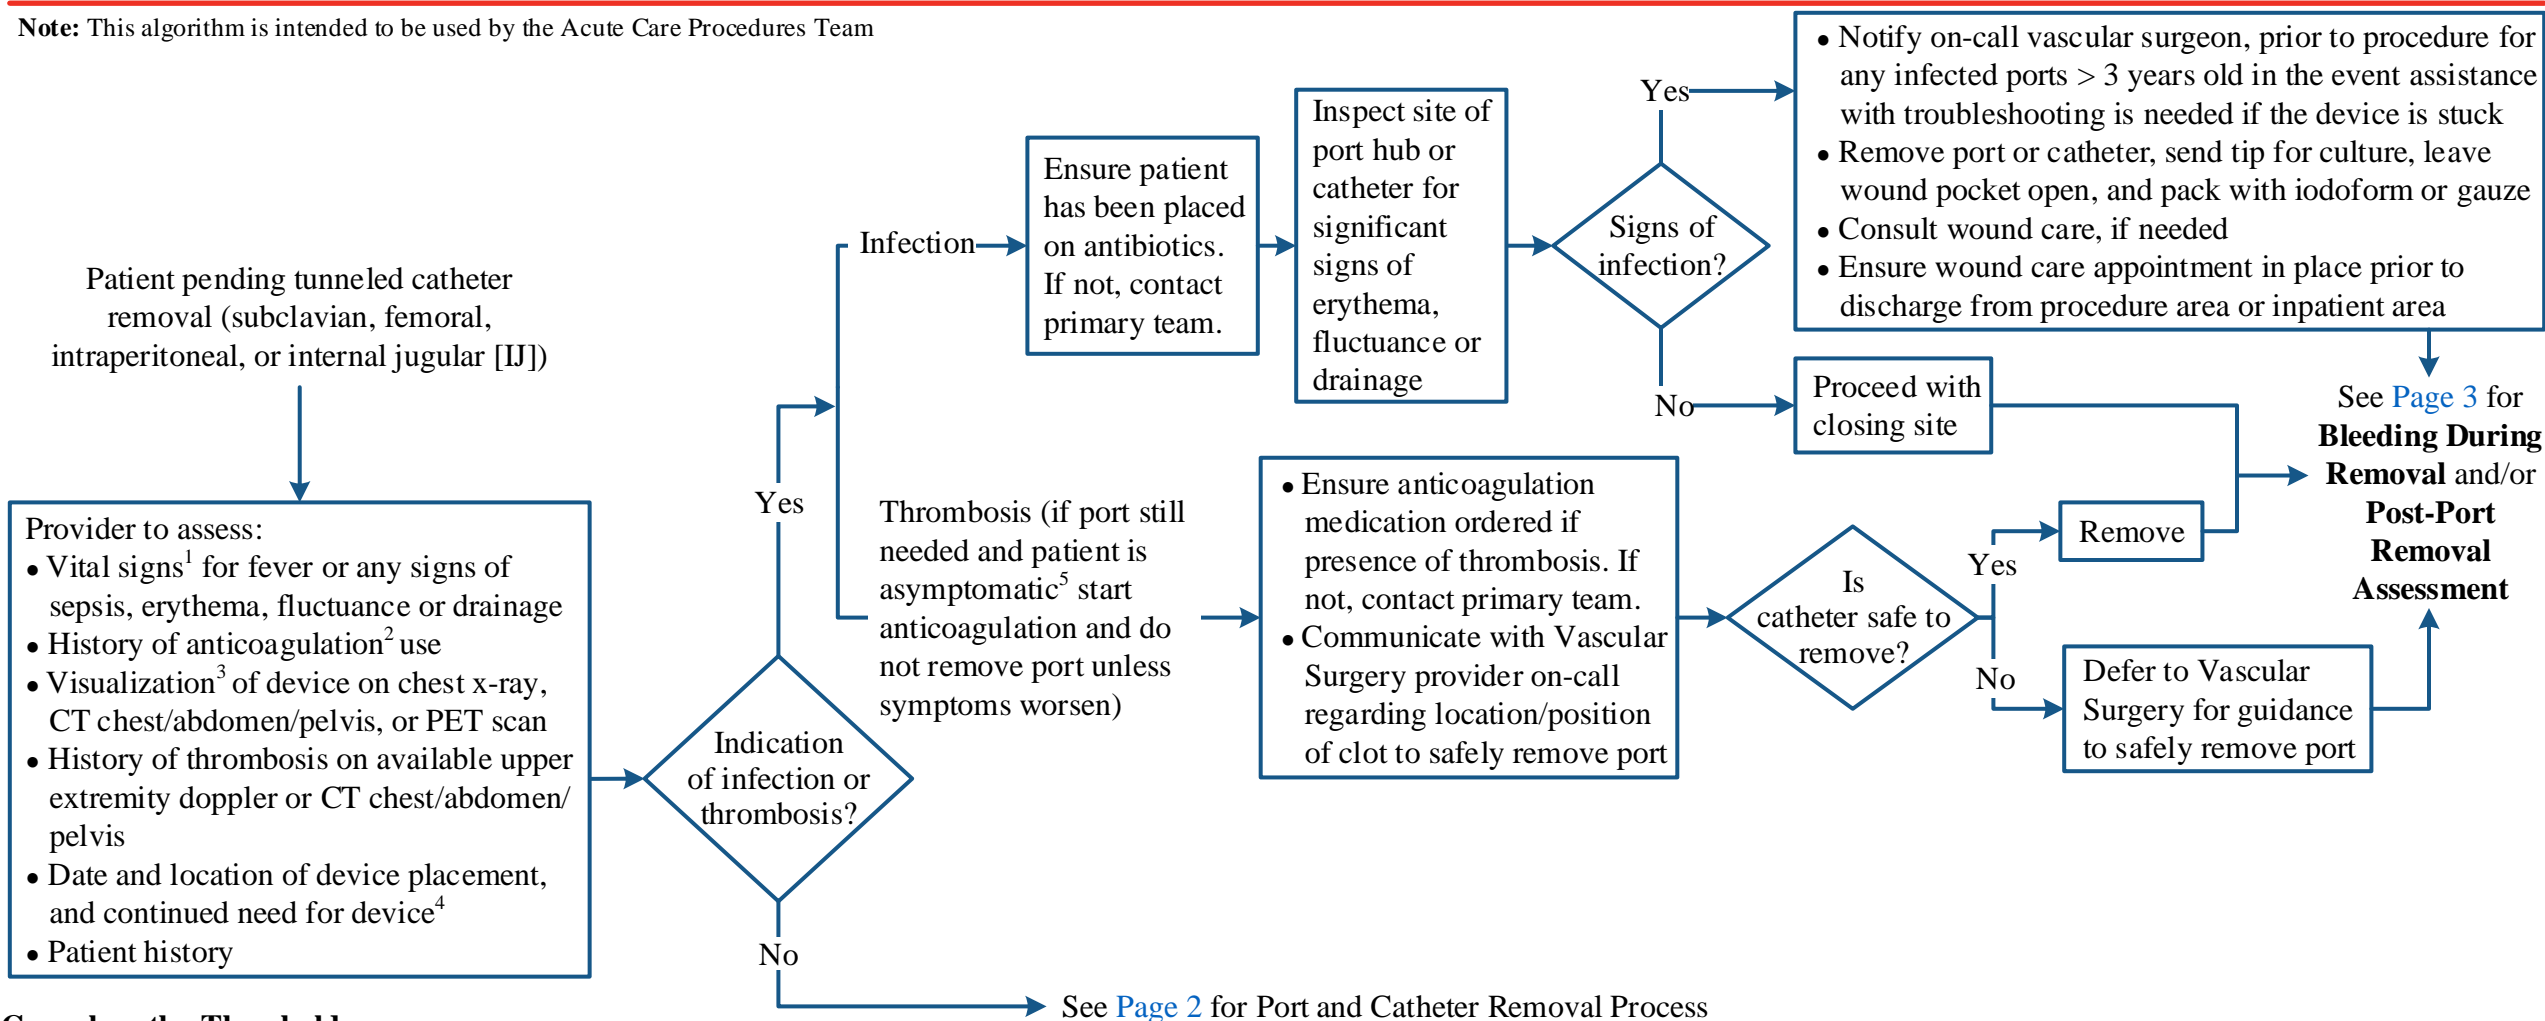 Note: This algorithm is intended to be used by the Acute Care Procedures Team
Patient pending tunneled catheter
removal (subclavian, femoral,
intraperitoneal, or internal jugular [IJ])
Provider to assess:
● Vital signs1 for fever or any signs of
sepsis, erythema, fluctuance or drainage
● History of anticoagulation2 use
● Visualization3 of device on chest x-ray,
CT chest/abdomen/pelvis, or PET scan
● History of thrombosis on available upper
extremity doppler or CT chest/abdomen/
pelvis
● Date and location of device placement,
and continued need for device4
● Patient history
Indication
of infection or
thrombosis?
Yes
No
See Page 2 for Port and Catheter Removal Process
Infection
Ensure patient
has been placed
on antibiotics.
If not, contact
primary team.
Inspect site of
port hub or
catheter for
significant
signs of
erythema,
fluctuance or
drainage
Signs of
infection?
Yes
● Notify on-call vascular surgeon, prior to procedure for
any infected ports > 3 years old in the event assistance
with troubleshooting is needed if the device is stuck
● Remove port or catheter, send tip for culture, leave
wound pocket open, and pack with iodoform or gauze
● Consult wound care, if needed
● Ensure wound care appointment in place prior to
discharge from procedure area or inpatient area
No
Proceed with
closing site
Thrombosis (if port still
needed and patient is
asymptomatic5 start
anticoagulation and do
not remove port unless
symptoms worsen)
● Ensure anticoagulation
medication ordered if
presence of thrombosis. If
not, contact primary team.
● Communicate with Vascular
Surgery provider on-call
regarding location/position
of clot to safely remove port
Is
catheter safe to
remove?
Yes
Remove
No
Defer to Vascular
Surgery for guidance
to safely remove port
See Page 3 for
Bleeding During
Removal and/or
Post-Port
Removal
Assessment